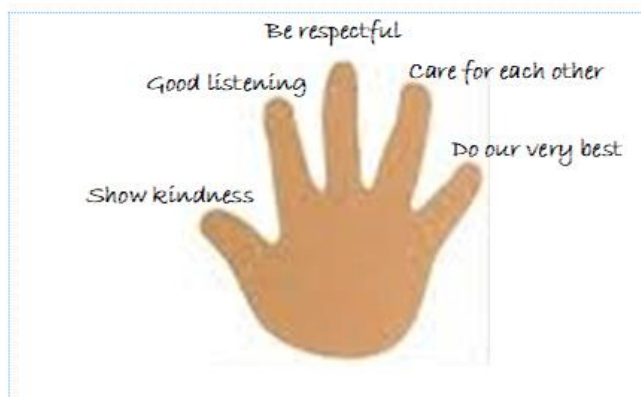 Be respectful
Good listening
Care for each other
Do our very best
Show kindness